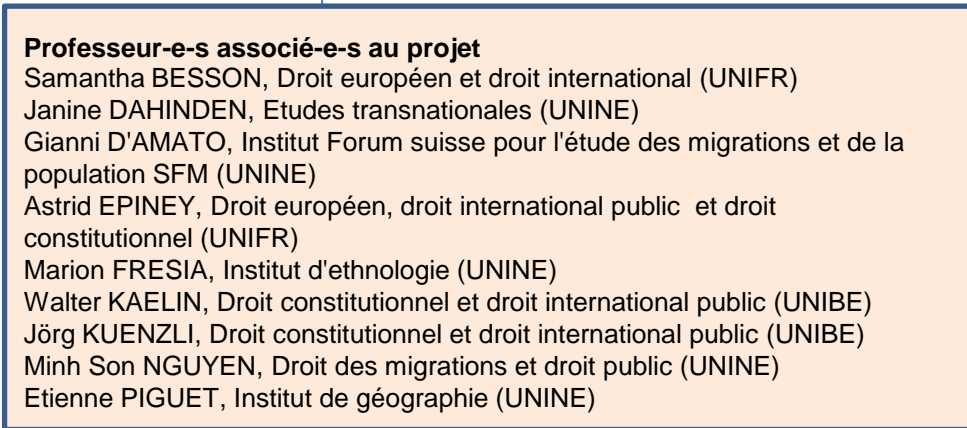 Professeur-e-s associé-e-s au projet
Samantha BESSON, Droit européen et droit international (UNIFR)
Janine DAHINDEN, Etudes transnationales (UNINE)
Gianni D'AMATO, Institut Forum suisse pour l'étude des migrations et de la
population SFM (UNINE)
Astrid EPINEY, Droit européen, droit international public et droit
constitutionnel (UNIFR)
Marion FRESIA, Institut d'ethnologie (UNINE)
Walter KAELIN, Droit constitutionnel et droit international public (UNIBE)
Jörg KUENZLI, Droit constitutionnel et droit international public (UNIBE)
Minh Son NGUYEN, Droit des migrations et droit public (UNINE)
Etienne PIGUET, Institut de géographie (UNINE)